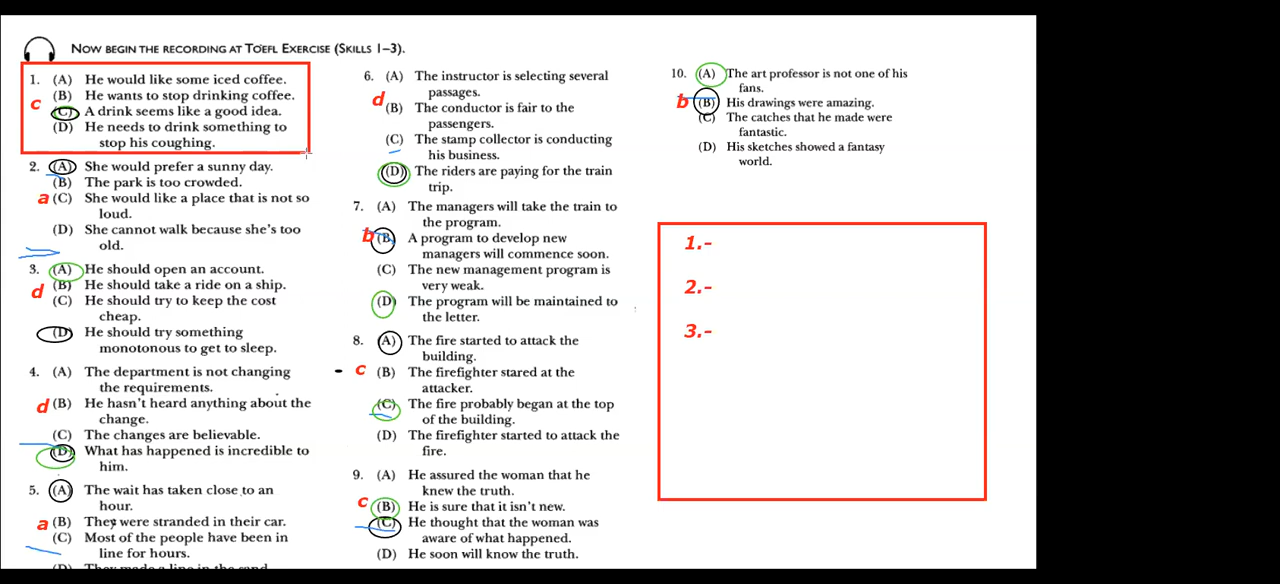 NOW BEGIN THE RECORDING AT TOEFL EXERCISE (SKILLS 1–3).
1. (A) He would like some iced coffee.
(B) He wants to stop drinking coffee.
c (C) A drink seems like a good idea.
(D) He needs to drink something to
stop his coughing.
2. (A) She would prefer a sunny day.
(B) The park is too crowded.
a (C) She would like a place that is not so
loud.
(D) She cannot walk because she's too
old.
3. (A) He should open an account.
d (B) He should take a ride on a ship.
(C) He should try to keep the cost
cheap.
(D) He should try something
monotonous to get to sleep.
4. (A) The department is not changing
the requirements.
d (B) He hasn't heard anything about the
change.
(C) The changes are believable.
(D) What has happened is incredible to
him.
5. (A) The wait has taken close to an
hour.
a (B) They were stranded in their car.
(C) Most of the people have been in
line for hours.
(D) They made a line in the sand
6. (A) The instructor is selecting several
passages.
d (B) The conductor is fair to the
passengers.
(C) The stamp collector is conducting
his business.
(D) The riders are paying for the train
trip.
7. (A) The managers will take the train to
the program.
b (B) A program to develop new
managers will commence soon.
(C) The new management program is
very weak.
(D) The program will be maintained to
the letter.
8. (A) The fire started to attack the
building.
- c (B) The firefighter stared at the
attacker.
(C) The fire probably began at the top
of the building.
(D) The firefighter started to attack the
fire.
9. (A) He assured the woman that he
knew the truth.
c (B) He is sure that it isn't new.
(C) He thought that the woman was
aware of what happened.
(D) He soon will know the truth.
10. (A) The art professor is not one of his
fans.
b (B) His drawings were amazing.
(C) The catches that he made were
fantastic.
(D) His sketches showed a fantasy
world.
1.-
2.-
3.-